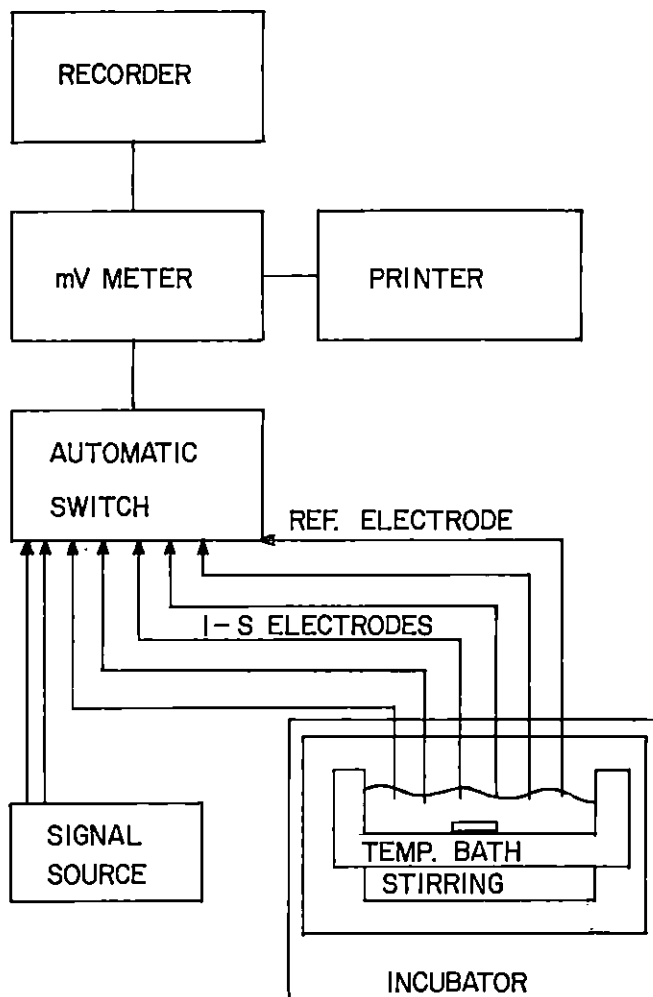 RECORDER
mV METER
PRINTER
AUTOMATIC
SWITCH
REF. ELECTRODE
I-S ELECTRODES
SIGNAL
SOURCE
TEMP. BATH
STIRRING
INCUBATOR